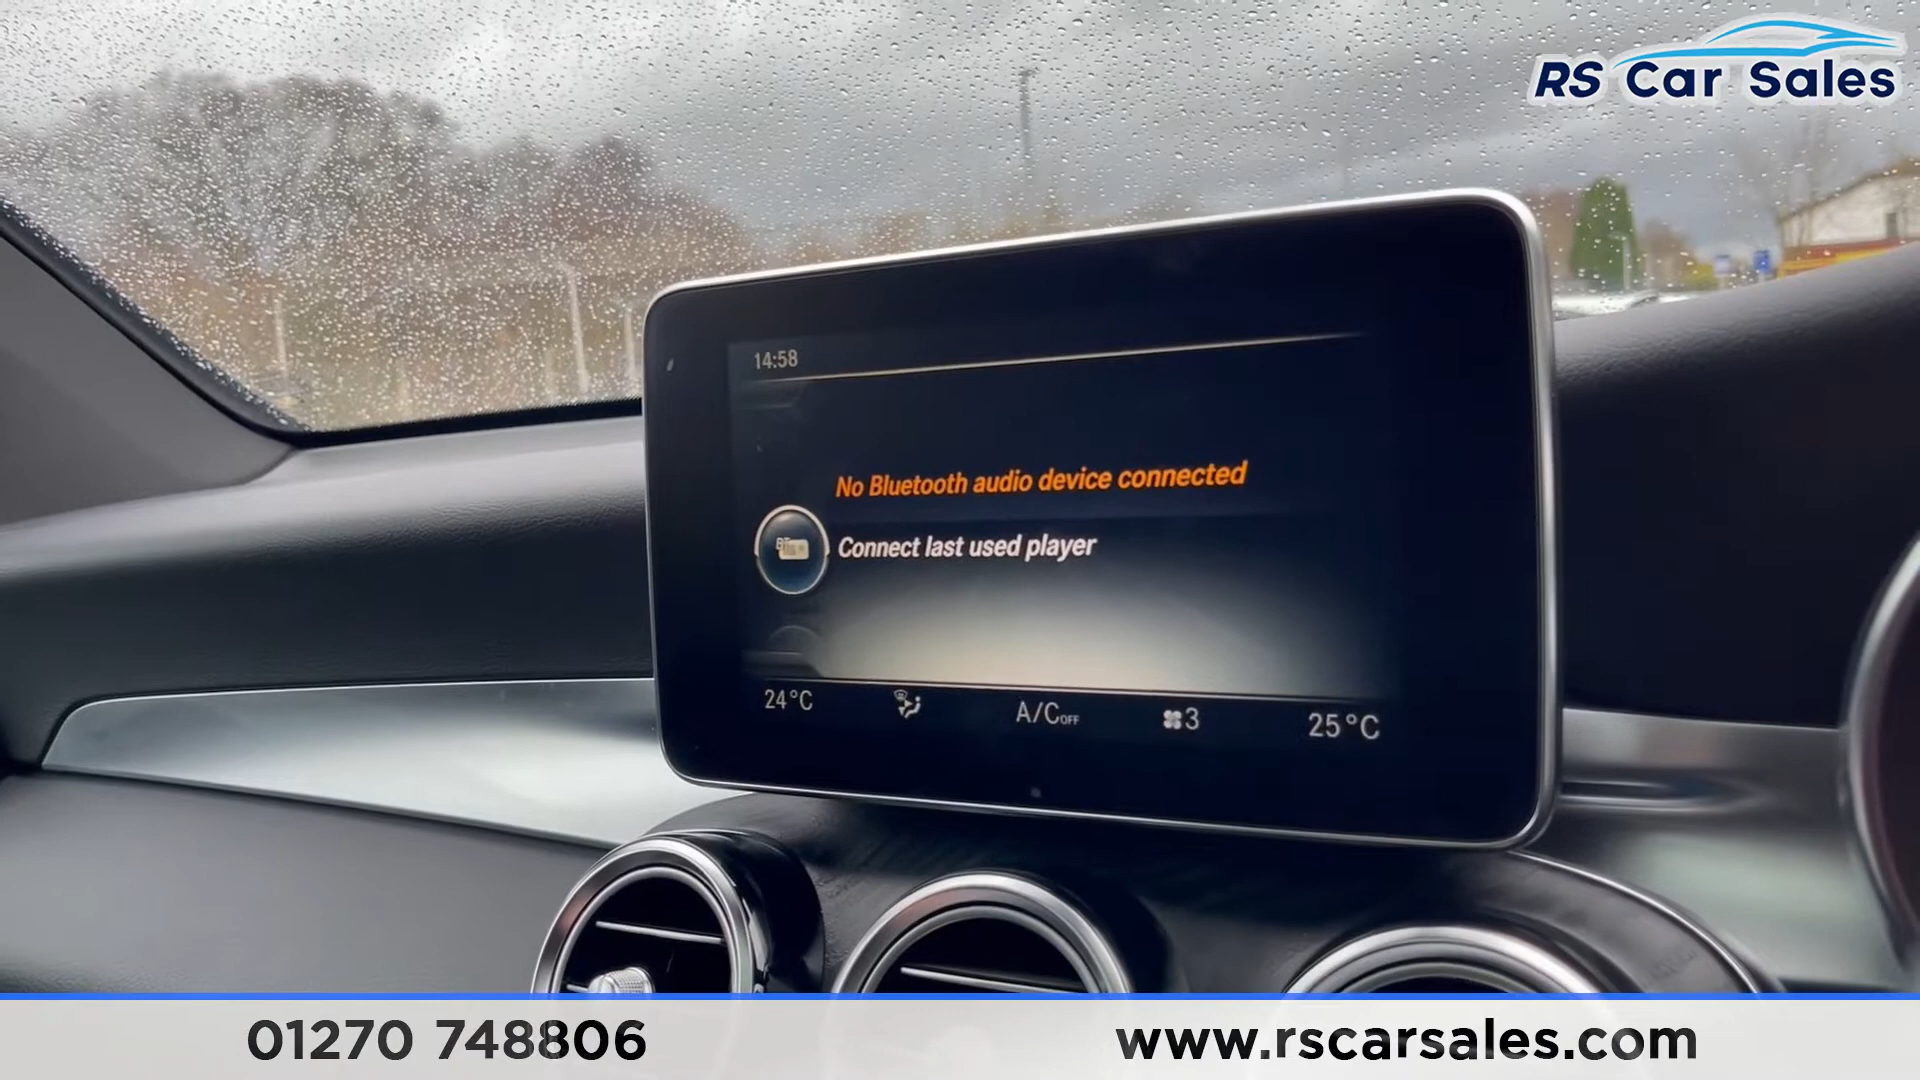 RS Car Sales
14:58
No Bluetooth audio device connected
Connect last used player
24°C A/C OFF 3 25°C
01270 748806 www.rscarsales.com